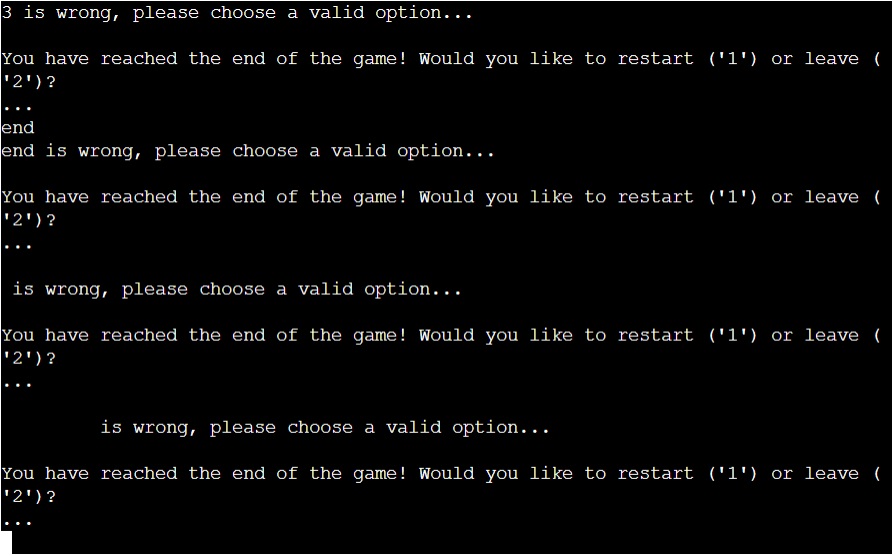 3 is wrong, please choose a valid option...
You have reached the end of the game! Would you like to restart ('1') or leave (
'2')?
...
end
end is wrong, please choose a valid option...
You have reached the end of the game! Would you like to restart ('1') or leave (
'2')?
...
 is wrong, please choose a valid option...
You have reached the end of the game! Would you like to restart ('1') or leave (
'2')?
...
         is wrong, please choose a valid option...
You have reached the end of the game! Would you like to restart ('1') or leave (
'2')?
...